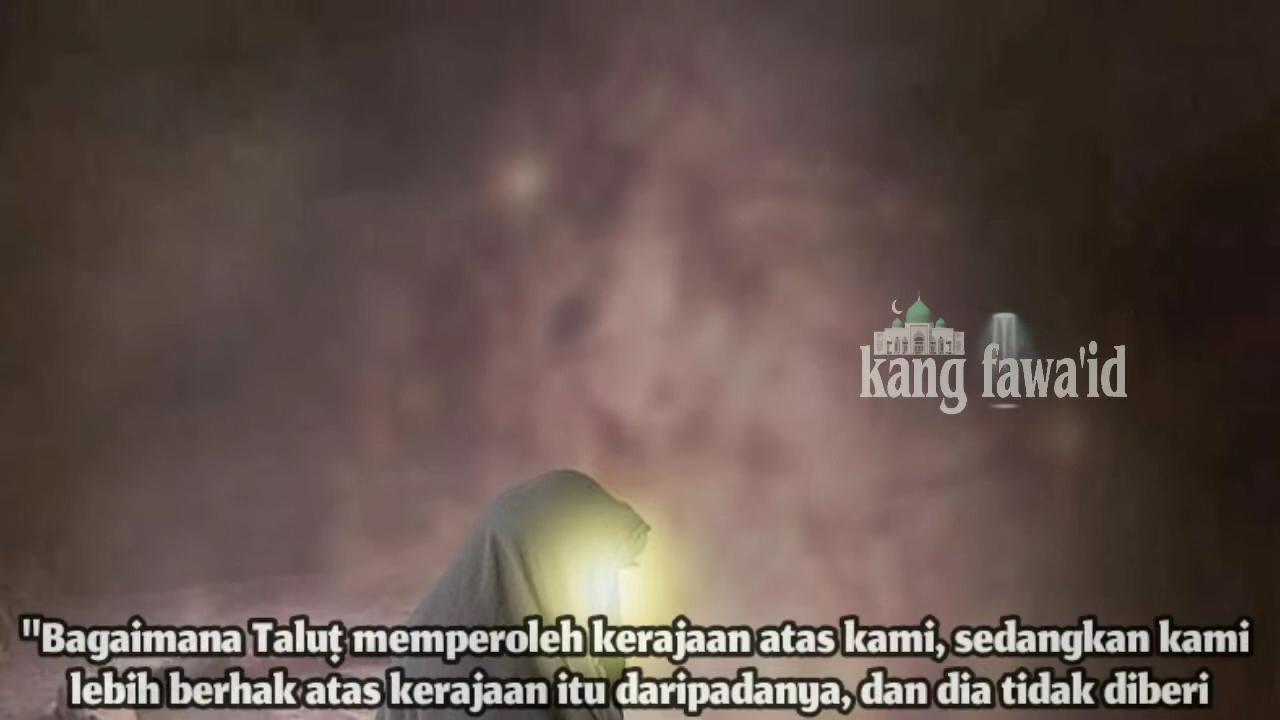 kang fawa'id
"Bagaimana Taluṭ memperoleh kerajaan atas kami, sedangkan kami
lebih berhak atas kerajaan itu daripadanya, dan dia tidak diberi